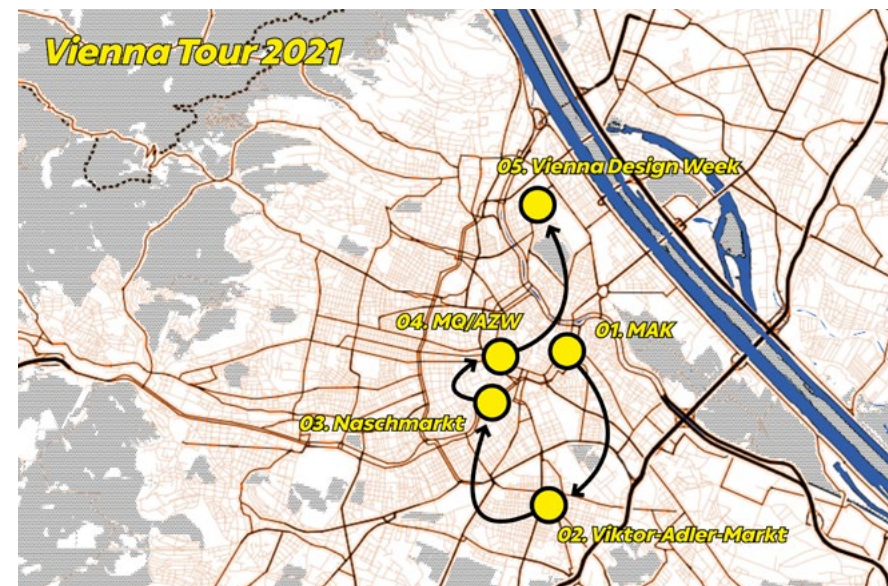 Vienna Tour 2021
05. Vienna Design Week
04. MQ/AZW
01. MAK
03. Naschmarkt
02. Viktor-Adler-Markt